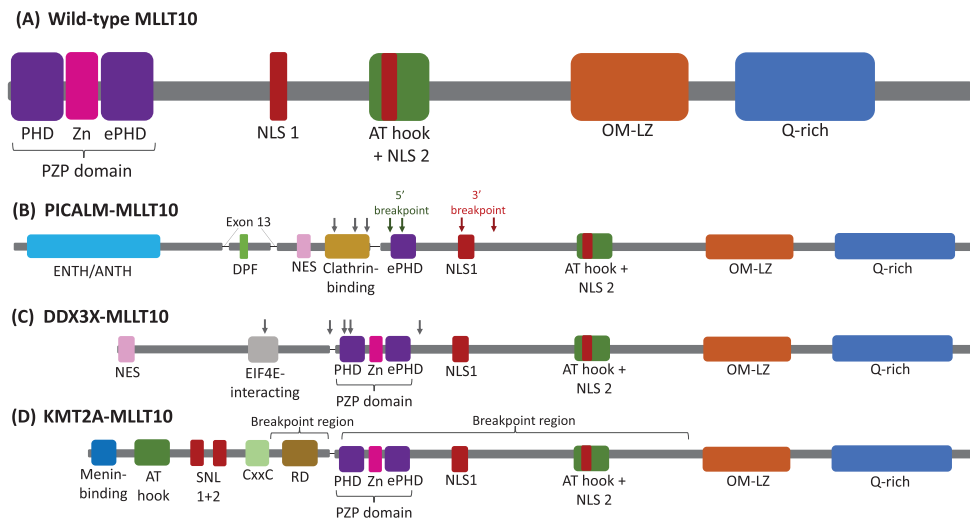 (A) Wild-type MLLT10
PHD Zn ePHD
PZP domain
NLS 1
AT hook
+ NLS 2
OM-LZ
Q-rich
(B) PICALM-MLLT10
Exon 13
5′
breakpoint
3′
breakpoint
ENTH/ANTH
DPF
NES
Clathrin-
binding
ePHD
NLS1
AT hook +
NLS 2
OM-LZ
Q-rich
(C) DDX3X-MLLT10
NES
EIF4E-
interacting
PHD Zn ePHD
PZP domain
NLS1
AT hook +
NLS 2
OM-LZ
Q-rich
(D) KMT2A-MLLT10
Breakpoint region
Breakpoint region
Menin-
binding
AT
hook
SNL
1+2
CxxC
RD
PHD Zn ePHD
PZP domain
NLS1
AT hook +
NLS 2
OM-LZ
Q-rich